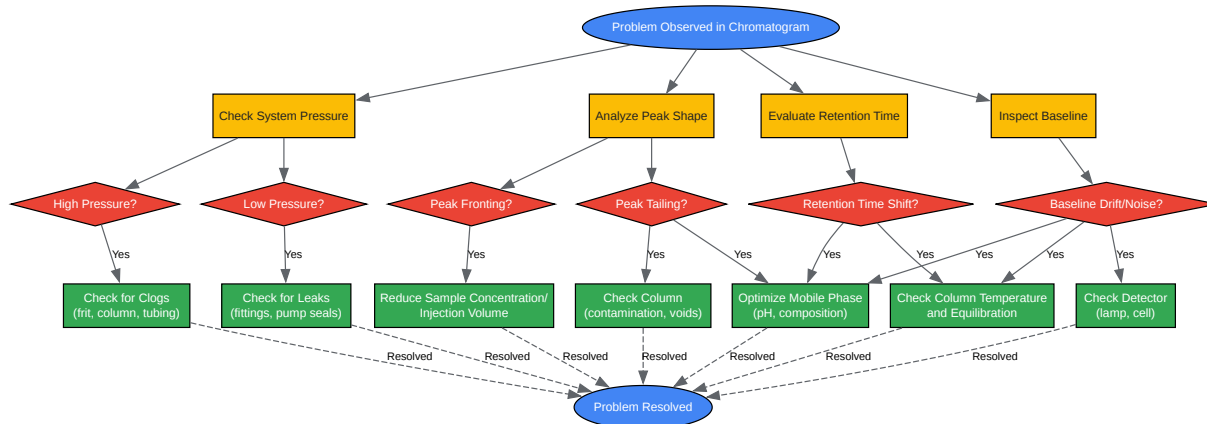 Problem Observed in Chromatogram
Check System Pressure
Analyze Peak Shape
Evaluate Retention Time
Inspect Baseline
High Pressure?
Low Pressure?
Peak Fronting?
Peak Tailing?
Retention Time Shift?
Baseline Drift/Noise?
Yes
Yes
Yes
Yes
Yes
Yes
Yes
Yes
Yes
Yes
Check for Clogs
(frit, column, tubing)
Check for Leaks
(fittings, pump seals)
Reduce Sample Concentration/
Injection Volume
Check Column
(contamination, voids)
Optimize Mobile Phase
(pH, composition)
Check Column Temperature
and Equilibration
Check Detector
(lamp, cell)
Resolved
Resolved
Resolved
Resolved
Resolved
Resolved
Resolved
Problem Resolved